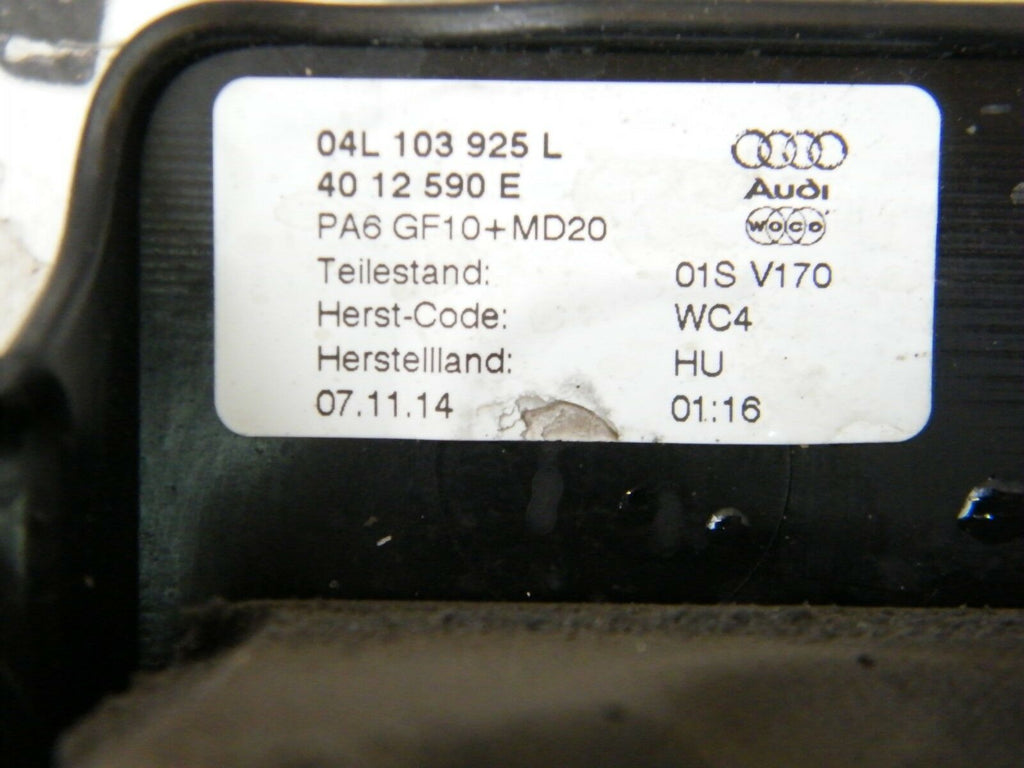 04L 103 925 L
40 12 590 E
Audi
PA6 GF10+MD20
WOCO
Teilestand: 01S V170
Herst-Code: WC4
Herstellland: HU
07.11.14 01:16